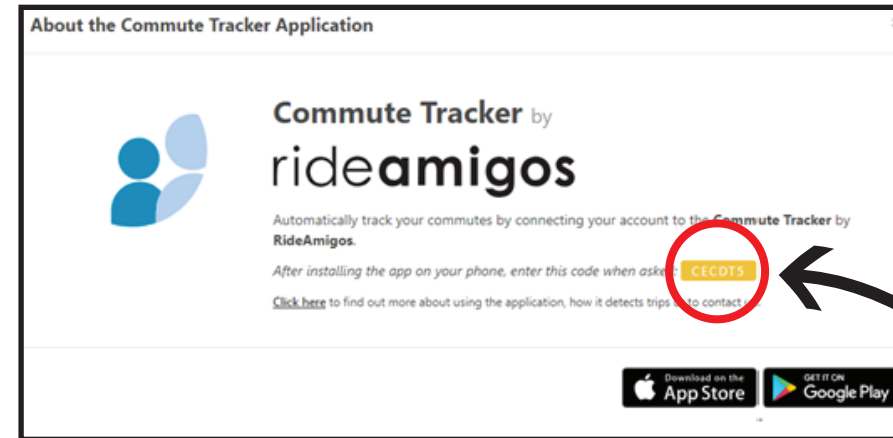 About the Commute Tracker Application
Commute Tracker by
rideamigos
Automatically track your commutes by connecting your account to the Commute Tracker by
RideAmigos.
After installing the app on your phone, enter this code when asked: CECDT5
Click here to find out more about using the application, how it detects trips to contact us.
Download on the
App Store
GET IT ON
Google Play